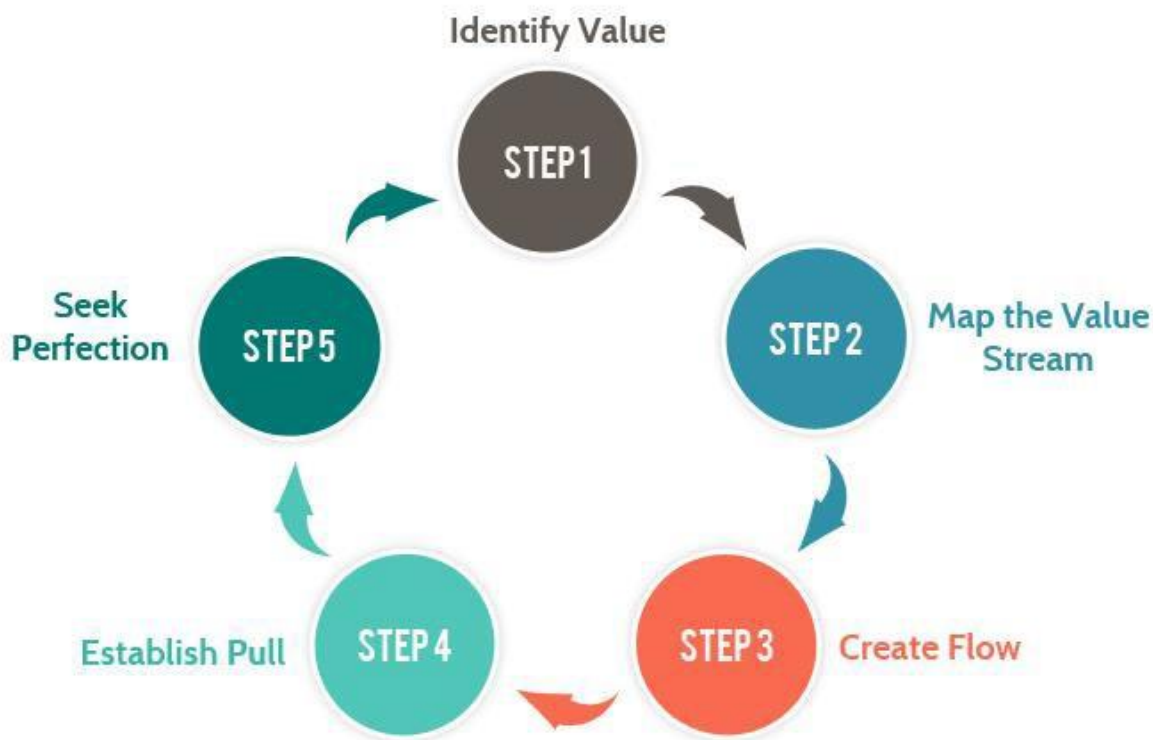 Identify Value
STEP 1
STEP 2
Map the Value
Stream
STEP 3
Create Flow
STEP 4
Establish Pull
STEP 5
Seek
Perfection